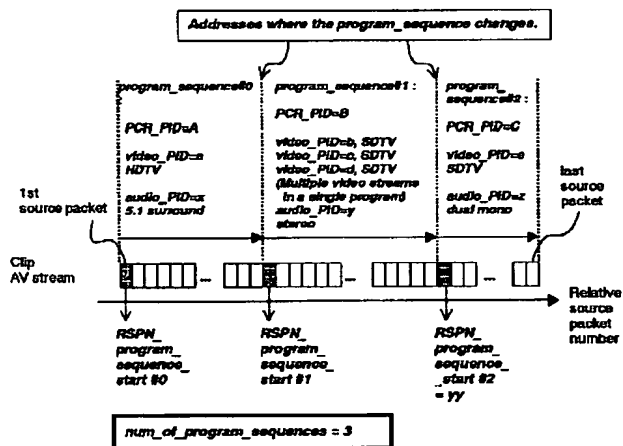 Addresses where the program_sequence changes.
program_sequence#0
PCR_PID=A
video_PID=a
HDTV
audio_PID=x
5.1 surround
program_sequence#1 :
PCR_PID=B
video_PID=b, SDTV
video_PID=c, SDTV
video_PID=d, SDTV
(Multiple video streams
in a single program)
audio_PID=y
stereo
program_
sequence#2 :
PCR_PID=C
video_PID=e
SDTV
audio_PID=z
dual mono
1st
source packet
last
source
packet
Clip
AV stream
...
...
...
Relative
source
packet
number
RSPN_
program_
sequence_
start #0
RSPN_
program_
sequence_
start #1
RSPN_
program_
sequence_
start #2
= yy
num_of_program_sequences = 3